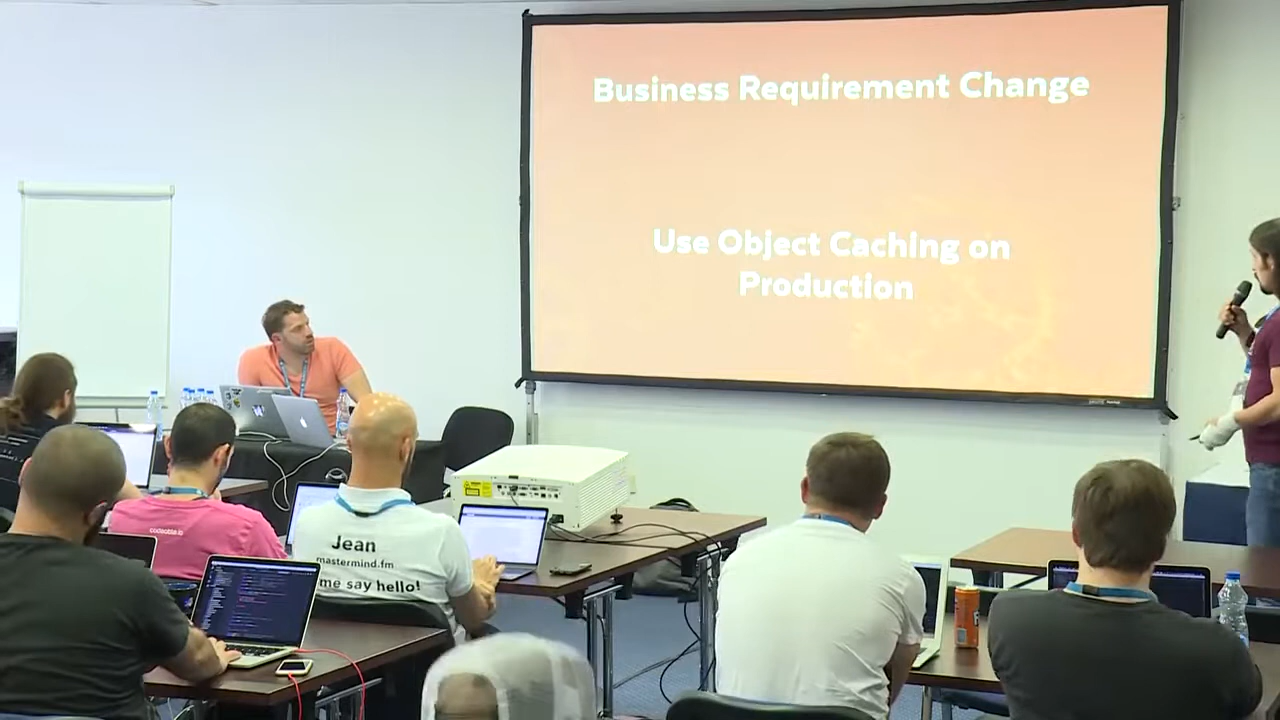 Business Requirement Change
Use Object Caching on
Production
codeable.io
Jean
mastermind.fm
me say hello!